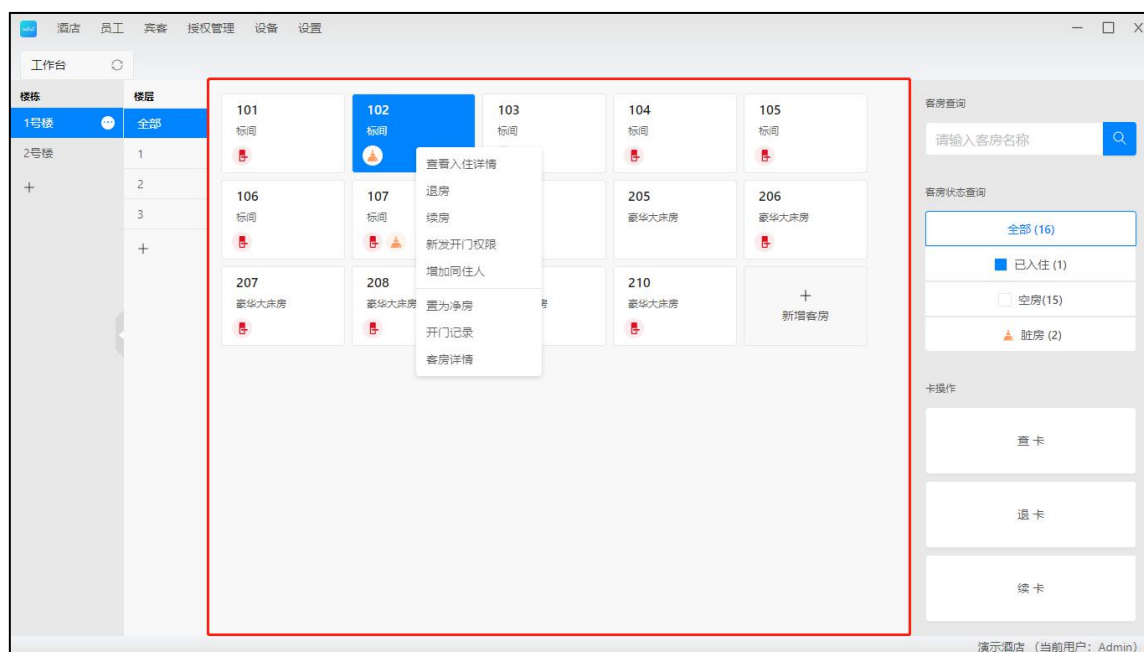 酒店 员工 宾客 授权管理 设备 设置
工作台
楼栋
1号楼
2号楼
楼层
全部
1
2
3
101
标间
102
标间
103
标间
104
标间
105
标间
106
标间
107
标间
205
豪华大床房
206
豪华大床房
207
豪华大床房
208
豪华大床房
房
210
豪华大床房
新增客房
查看入住详情
退房
续房
新发开门权限
增加同住人
置为净房
开门记录
客房详情
客房查询
请输入客房名称
客房状态查询
全部 (16)
已入住 (1)
空房(15)
脏房 (2)
卡操作
查 卡
退 卡
续 卡
演示酒店 (当前用户: Admin)